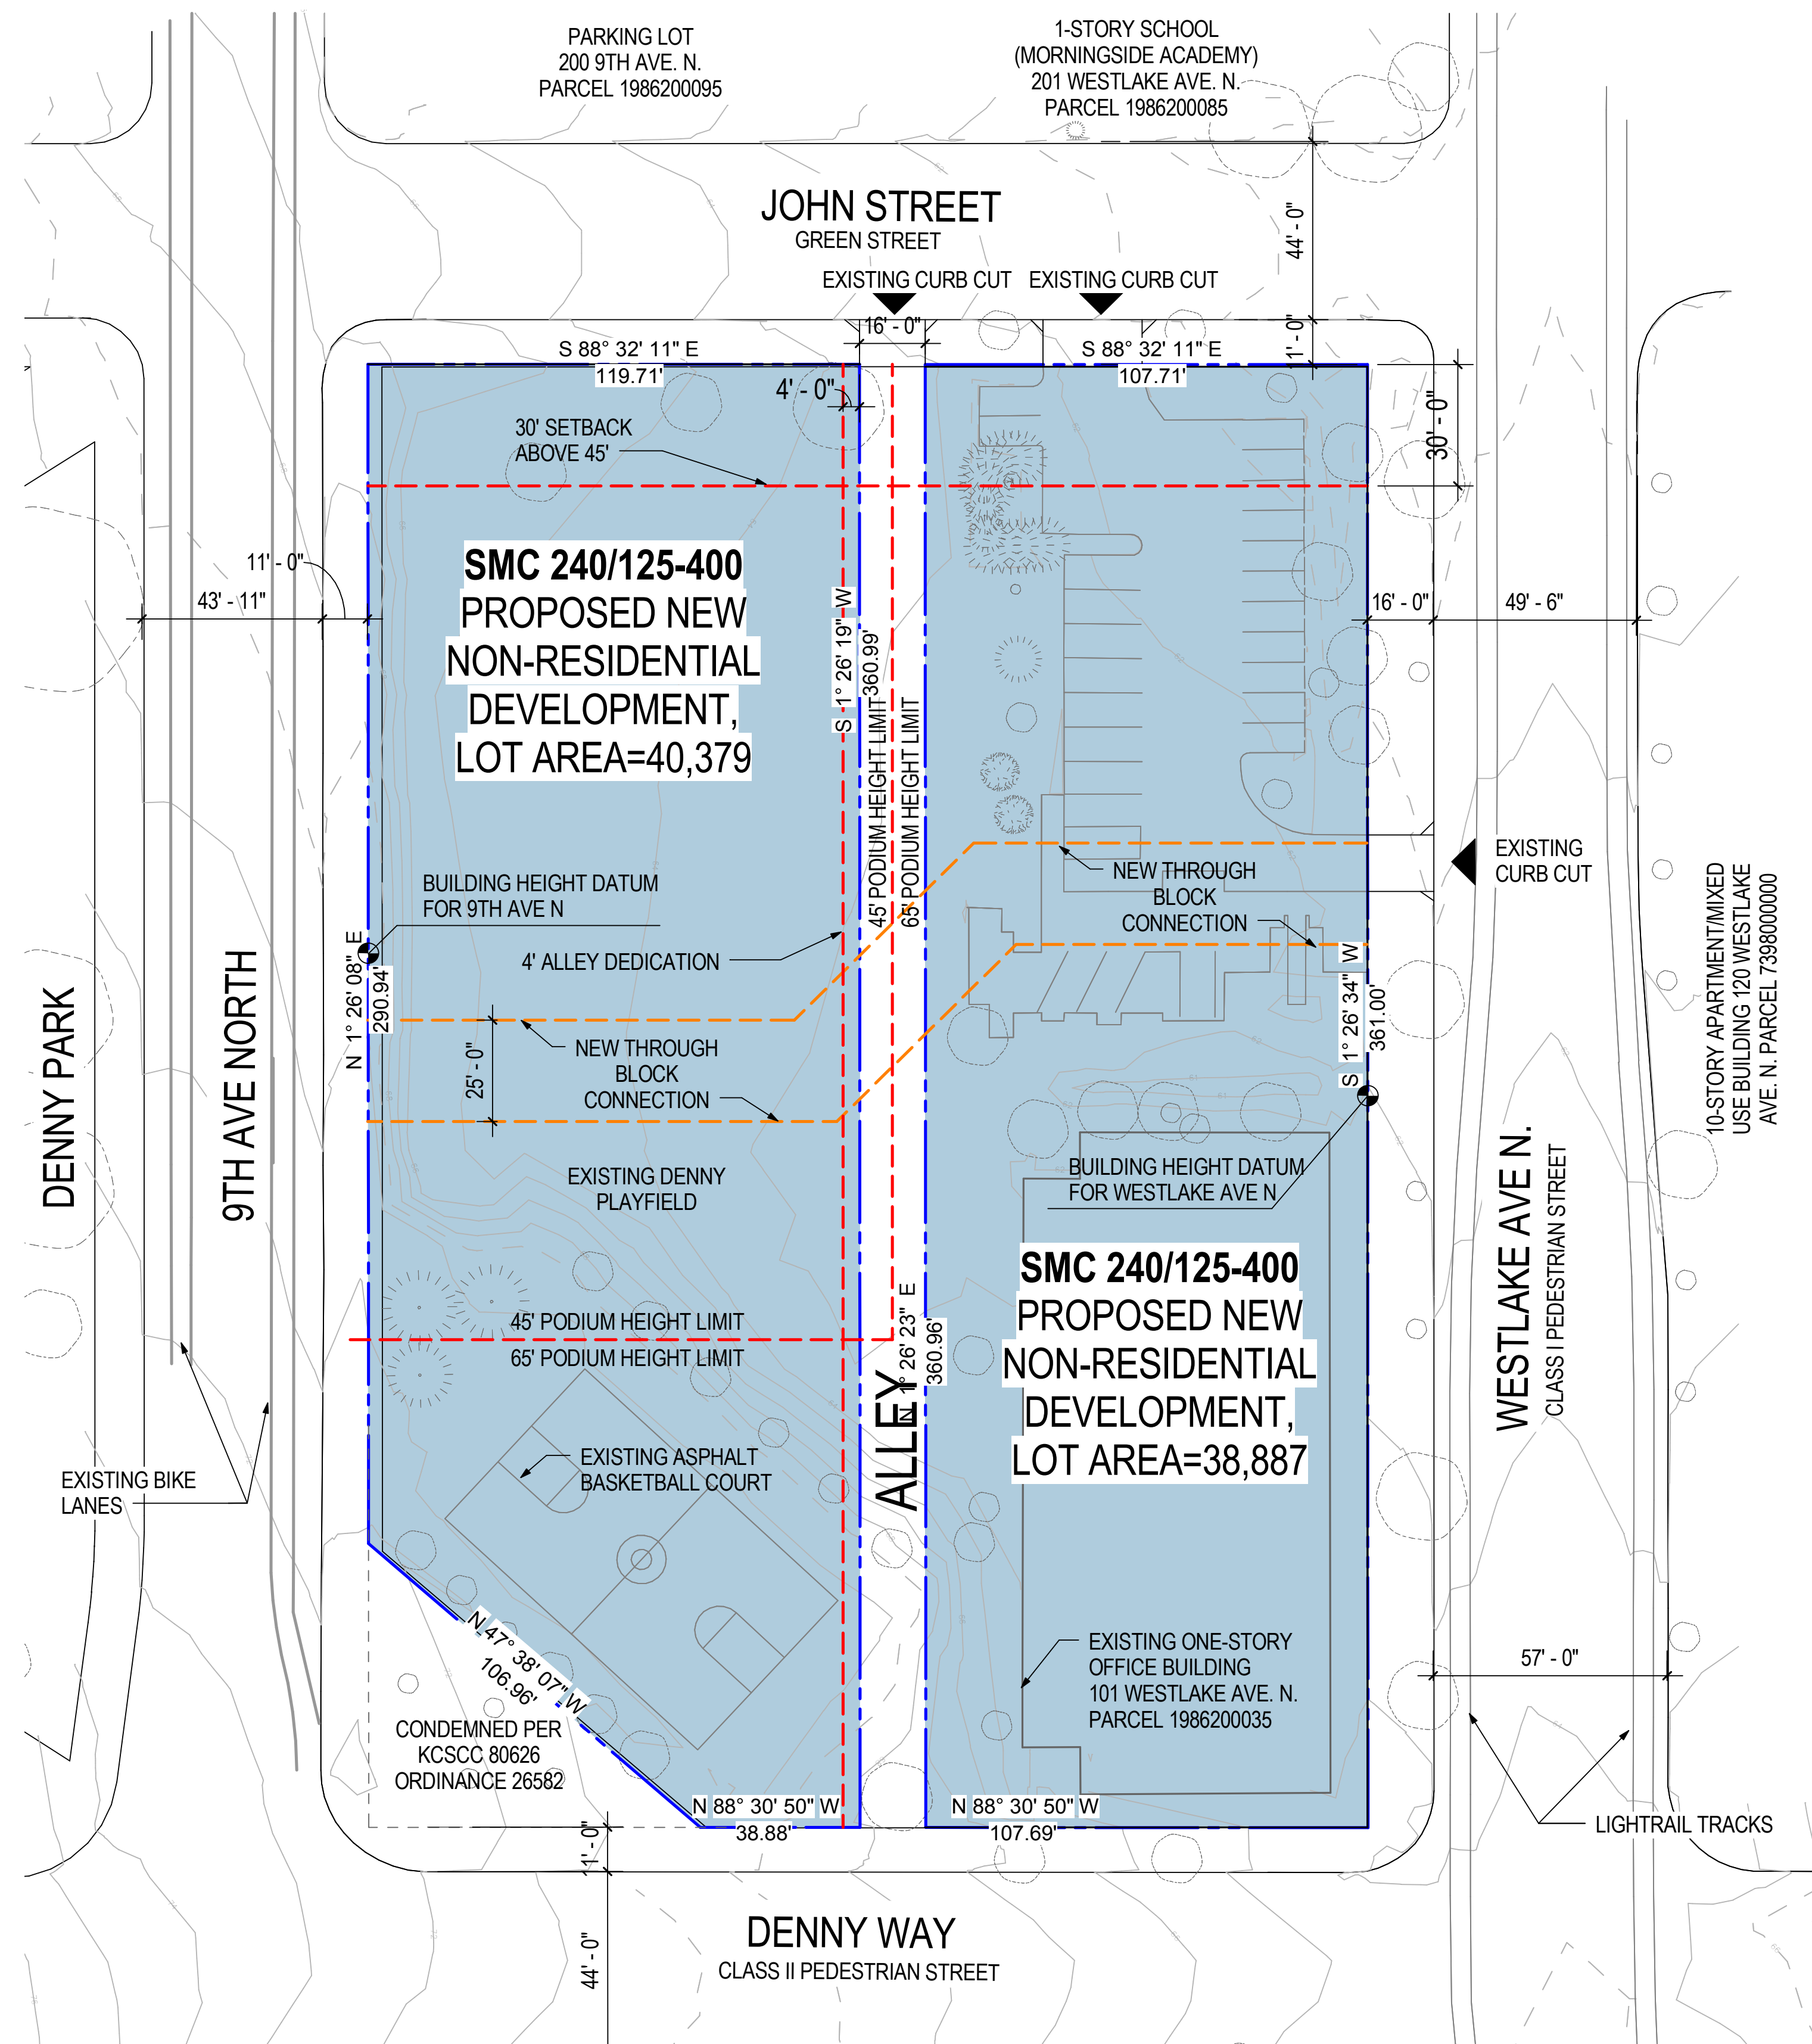 PARKING LOT
200 9TH AVE. N.
PARCEL 1986200095
1-STORY SCHOOL
(MORNINGSIDE ACADEMY)
201 WESTLAKE AVE. N.
PARCEL 1986200085
JOHN STREET
GREEN STREET
44' - 0"
EXISTING CURB CUT
EXISTING CURB CUT
16' - 0"
S 88° 32' 11" E
119.71'
S 88° 32' 11" E
107.71'
4' - 0"
30' - 0"
30' SETBACK
ABOVE 45'
SMC 240/125-400
PROPOSED NEW
NON-RESIDENTIAL
DEVELOPMENT,
LOT AREA=40,379
11' - 0"
43' - 11"
16' - 0"
49' - 6"
S 1° 26' 19" W
360.99'
45' PODIUM HEIGHT LIMIT
65' PODIUM HEIGHT LIMIT
BUILDING HEIGHT DATUM
FOR 9TH AVE N
NEW THROUGH
BLOCK
CONNECTION
EXISTING
CURB CUT
10-STORY APARTMENT/MIXED
USE BUILDING 120 WESTLAKE
AVE. N. PARCEL 7398000000
4' ALLEY DEDICATION
N 1° 26' 08" E
290.94'
S 1° 26' 34" W
361.00'
DENNY PARK
9TH AVE NORTH
25' - 0"
NEW THROUGH
BLOCK
CONNECTION
EXISTING DENNY
PLAYFIELD
BUILDING HEIGHT DATUM
FOR WESTLAKE AVE N
WESTLAKE AVE N.
CLASS I PEDESTRIAN STREET
SMC 240/125-400
PROPOSED NEW
NON-RESIDENTIAL
DEVELOPMENT,
LOT AREA=38,887
45' PODIUM HEIGHT LIMIT
65' PODIUM HEIGHT LIMIT
N 1° 26' 23" E
360.96'
ALLEY
EXISTING ASPHALT
BASKETBALL COURT
EXISTING BIKE
LANES
N 47° 38' 07" W
106.96'
EXISTING ONE-STORY
OFFICE BUILDING
101 WESTLAKE AVE. N.
PARCEL 1986200035
57' - 0"
CONDEMNED PER
KCSCC 80626
ORDINANCE 26582
N 88° 30' 50" W
38.88'
N 88° 30' 50" W
107.69'
LIGHTRAIL TRACKS
DENNY WAY
CLASS II PEDESTRIAN STREET
44' - 0"